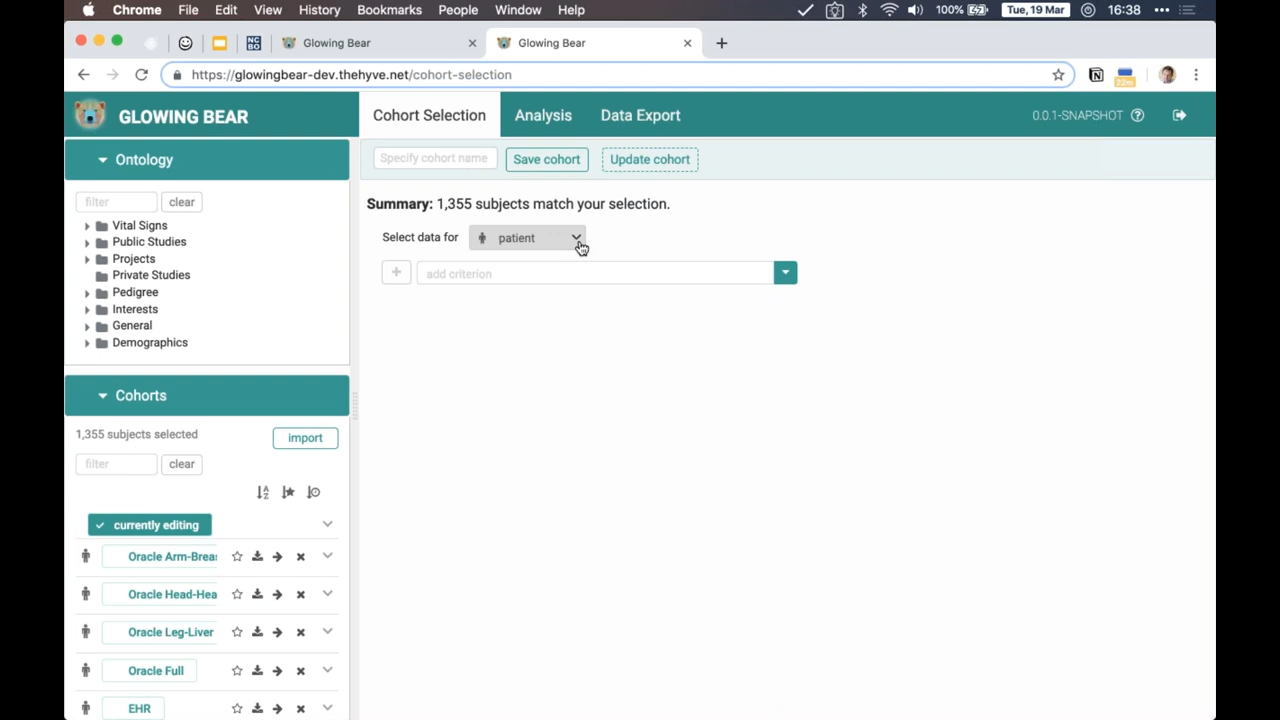 Chrome File Edit View History Bookmarks People Window Help 100% Tue, 19 Mar 16:38
NC BO Glowing Bear Glowing Bear
https://glowingbear-dev.thehyve.net/cohort-selection
GLOWING BEAR Cohort Selection Analysis Data Export 0.0.1-SNAPSHOT
Ontology
Specify cohort name Save cohort Update cohort
filter clear
Summary: 1,355 subjects match your selection.
Vital Signs
Public Studies
Projects
Private Studies
Pedigree
Interests
General
Demographics
Select data for patient
add criterion
Cohorts
1,355 subjects selected import
filter clear
currently editing
Oracle Arm-Breas
Oracle Head-Hea
Oracle Leg-Liver
Oracle Full
EHR